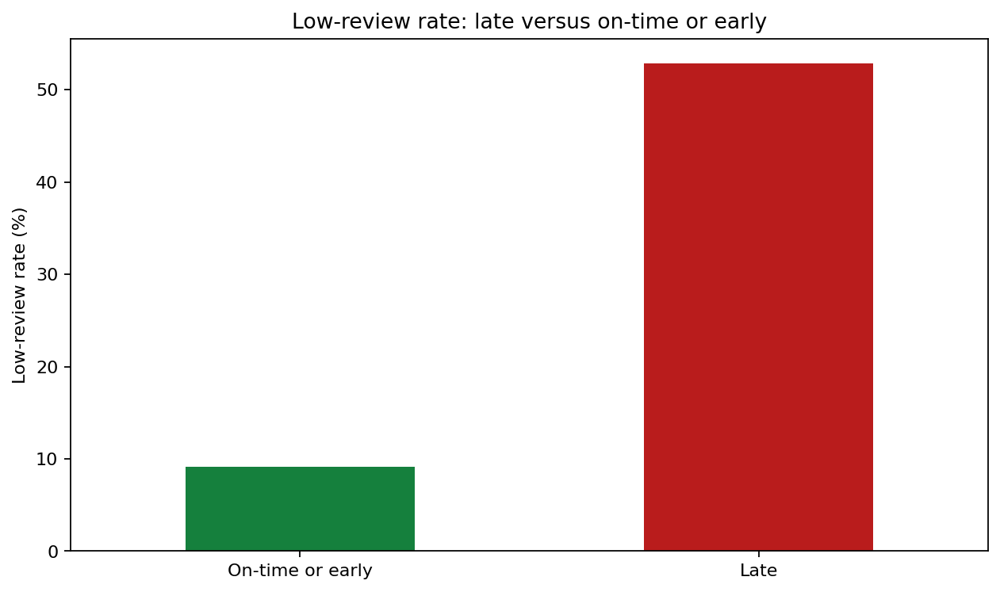 Low-review rate: late versus on-time or early
Low-review rate (%)
50
40
30
20
10
0
On-time or early
Late